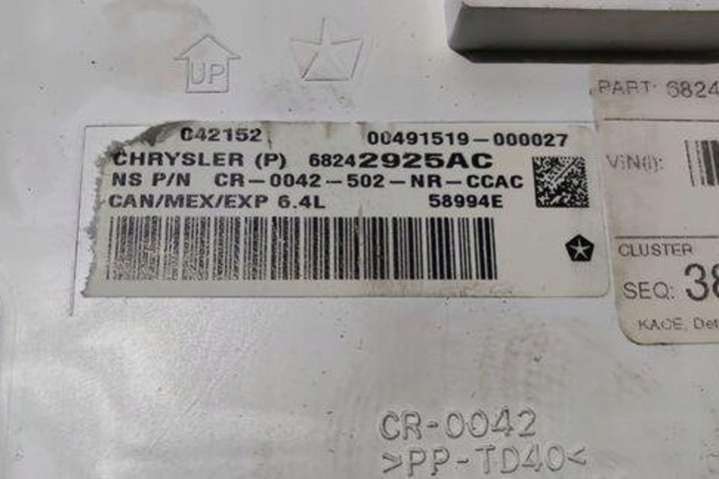 UP
042152 00491519-000027
CHRYSLER (P) 68242925AC
NS P/N CR-0042-502-NR-CCAC
CAN/MEX/EXP 6.4L 58994E
PART: 6824
VIN(I):
CLUSTER
SEQ: 38
KACE, Det
CR-0042
>PP-TD40<